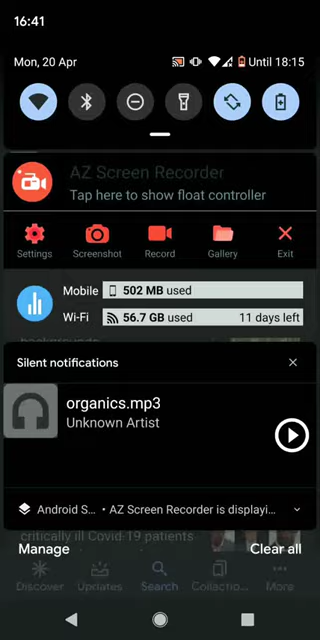 16:41
Mon, 20 Apr
Until 18:15
AZ Screen Recorder
Tap here to show float controller
Settings
Screenshot
Record
Gallery
Exit
Mobile
502 MB used
Wi-Fi
56.7 GB used
11 days left
Silent notifications
organics.mp3
Unknown Artist
Android S... • AZ Screen Recorder is displayi...
critically ill Covid-19 patients
Manage
Clear all
Discover
Updates
Search
Collectio...
More